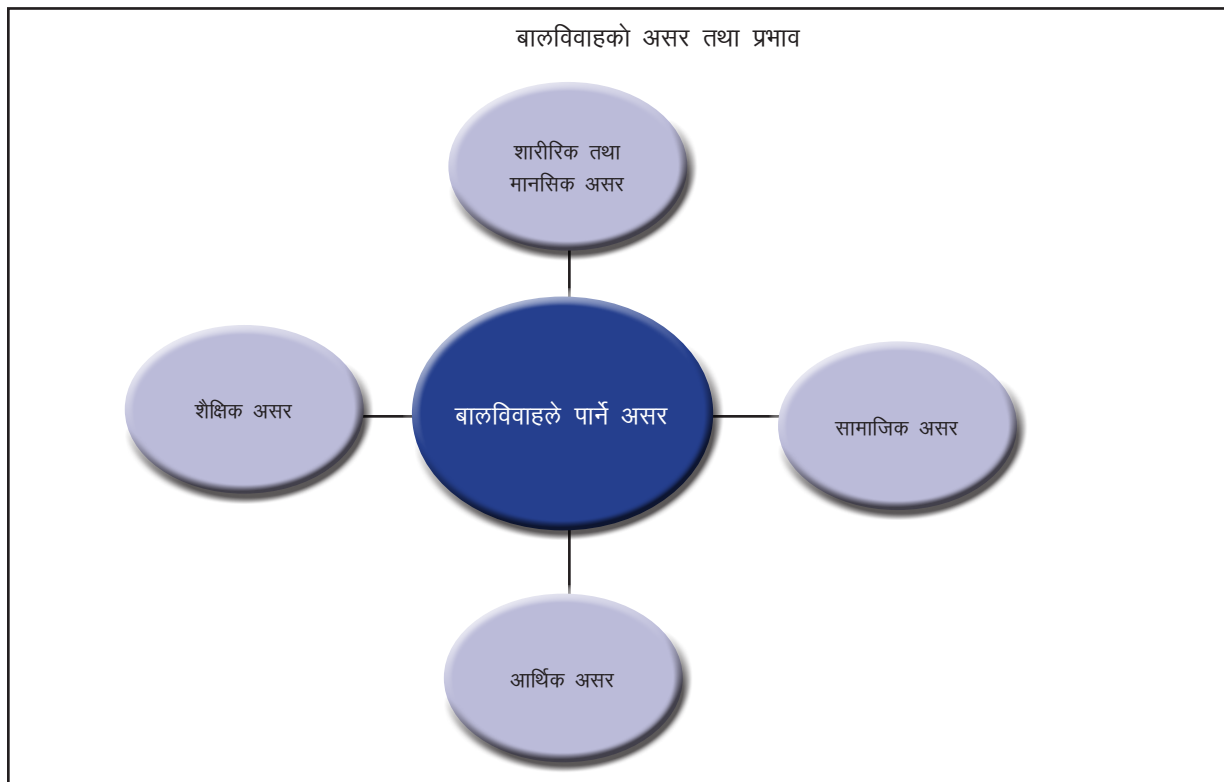 बालविवाहको असर तथा प्रभाव
शारीरिक तथा
मानसिक असर
शैक्षिक असर
बालविवाहले पार्ने असर
सामाजिक असर
आर्थिक असर